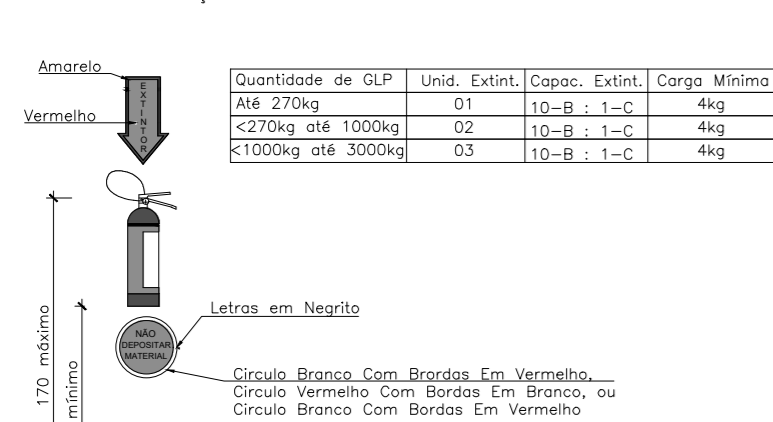 Amarelo
Vermelho
EXTINTOR
Quantidade de GLP Unid. Extint. Capac. Extint. Carga Mínima
Até 270kg 01 10-B : 1-C 4kg
<270kg até 1000kg 02 10-B : 1-C 4kg
<1000kg até 3000kg 03 10-B : 1-C 4kg
170 máximo
mínimo
Letras em Negrito
NÃO
DEPOSITAR
MATERIAL
Circulo Branco Com Brordas Em Vermelho,
Circulo Vermelho Com Bordas Em Branco, ou
Circulo Branco Com Bordas Em Vermelho